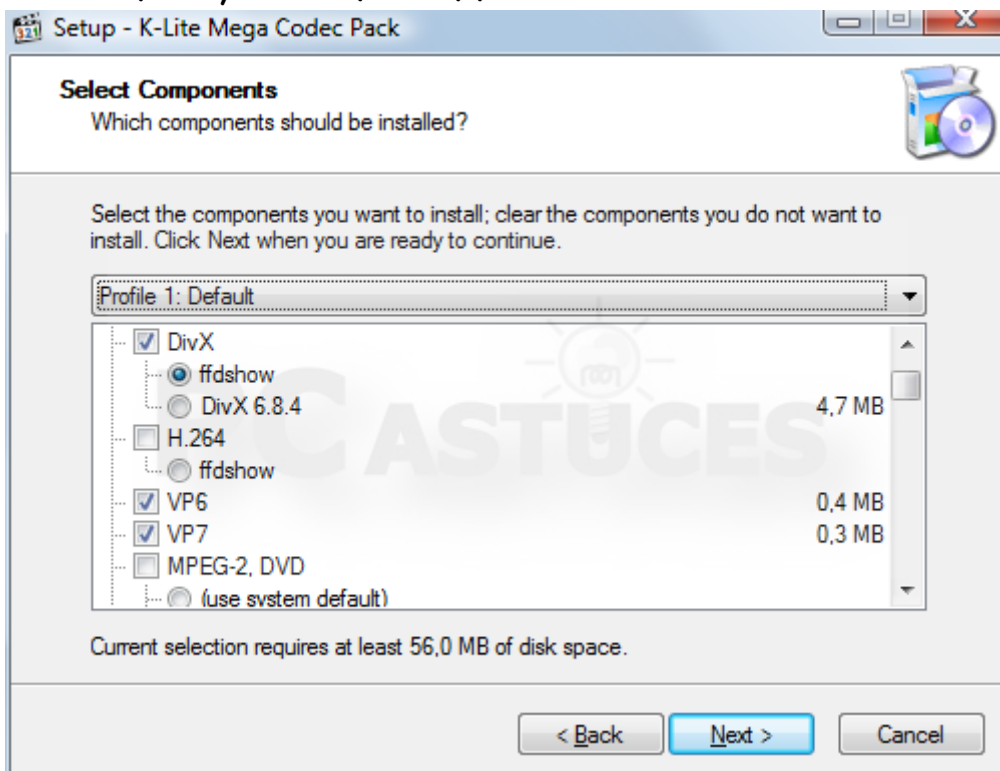 Setup - K-Lite Mega Codec Pack
Select Components
Which components should be installed?
Select the components you want to install; clear the components you do not want to
install. Click Next when you are ready to continue.
Profile 1: Default
DivX
ffdshow
DivX 6.8.4 4,7 MB
H.264
ffdshow
VP6 0,4 MB
VP7 0,3 MB
MPEG-2, DVD
(use system default)
PC ASTUCES
Current selection requires at least 56,0 MB of disk space.
< Back Next > Cancel